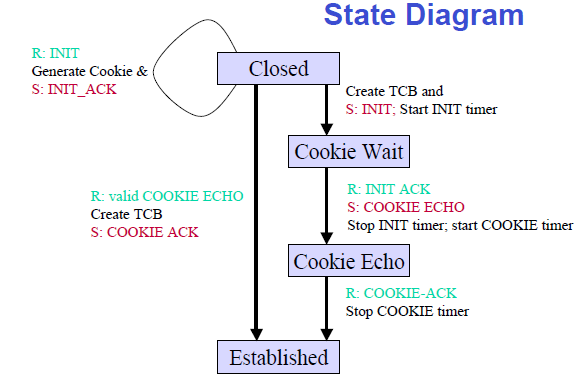 State Diagram
R: INIT
Generate Cookie &
S: INIT_ACK
Closed
Create TCB and
S: INIT; Start INIT timer
Cookie Wait
R: valid COOKIE ECHO
Create TCB
S: COOKIE ACK
R: INIT ACK
S: COOKIE ECHO
Stop INIT timer; start COOKIE timer
Cookie Echo
R: COOKIE-ACK
Stop COOKIE timer
Established